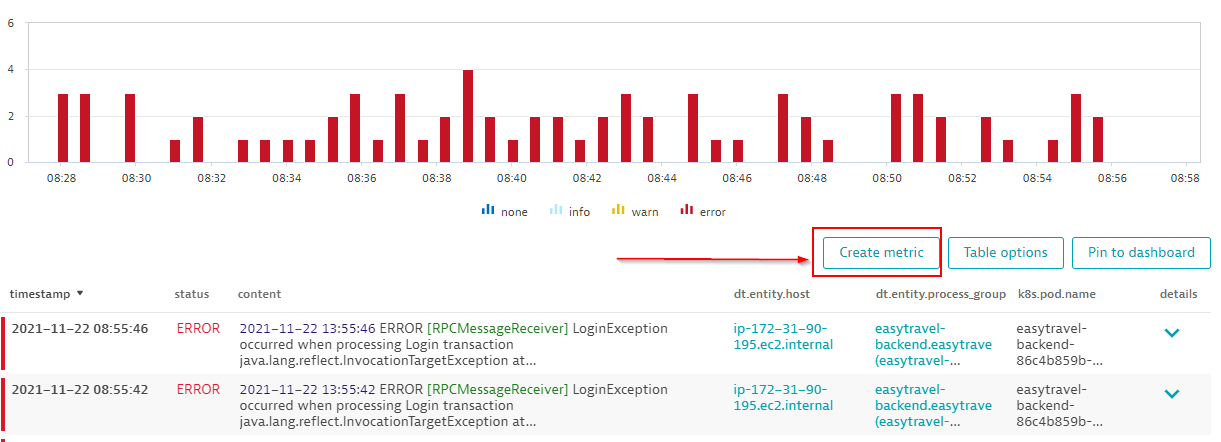 6
4
2
0
08:28 08:30 08:32 08:34 08:36 08:38 08:40 08:42 08:44 08:46 08:48 08:50 08:52 08:54 08:56 08:58
none info warn error
Create metric Table options Pin to dashboard
timestamp status content dt.entity.host dt.entity.process_group k8s.pod.name details
2021-11-22 08:55:46 ERROR 2021-11-22 13:55:46 ERROR [RPCMessageReceiver] LoginException ip-172-31-90- easytravel- easytravel-
occurred when processing Login transaction 195.ec2.internal backend.easytrave backend-
java.lang.reflect.InvocationTargetException at... (easytravel-... 86c4b859b-...
2021-11-22 08:55:42 ERROR 2021-11-22 13:55:42 ERROR [RPCMessageReceiver] LoginException ip-172-31-90- easytravel- easytravel-
occurred when processing Login transaction 195.ec2.internal backend.easytrave backend-
java.lang.reflect.InvocationTargetException at... (easytravel-... 86c4b859b-...